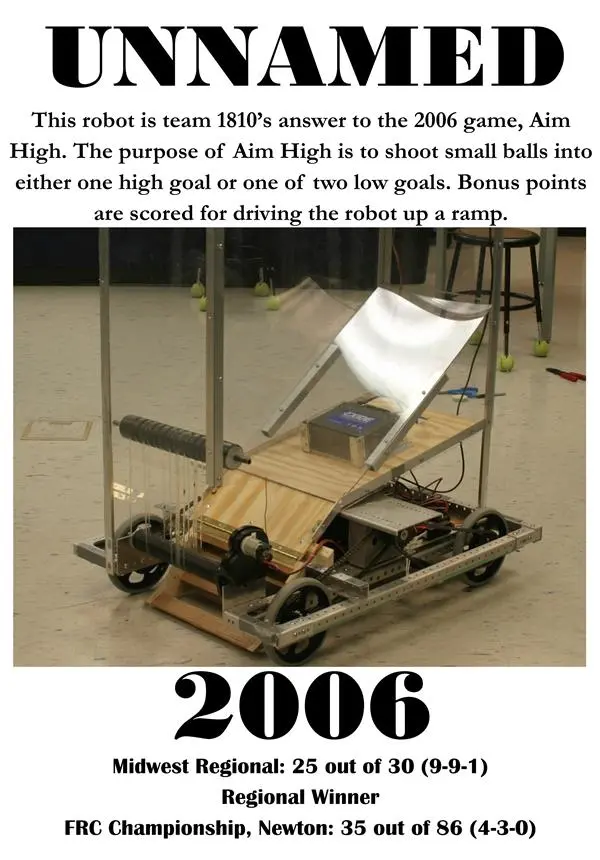 UNNAMED
This robot is team 1810's answer to the 2006 game, Aim
High. The purpose of Aim High is to shoot small balls into
either one high goal or one of two low goals. Bonus points
are scored for driving the robot up a ramp.
2006
Midwest Regional: 25 out of 30 (9-9-1)
Regional Winner
FRC Championship, Newton: 35 out of 86 (4-3-0)